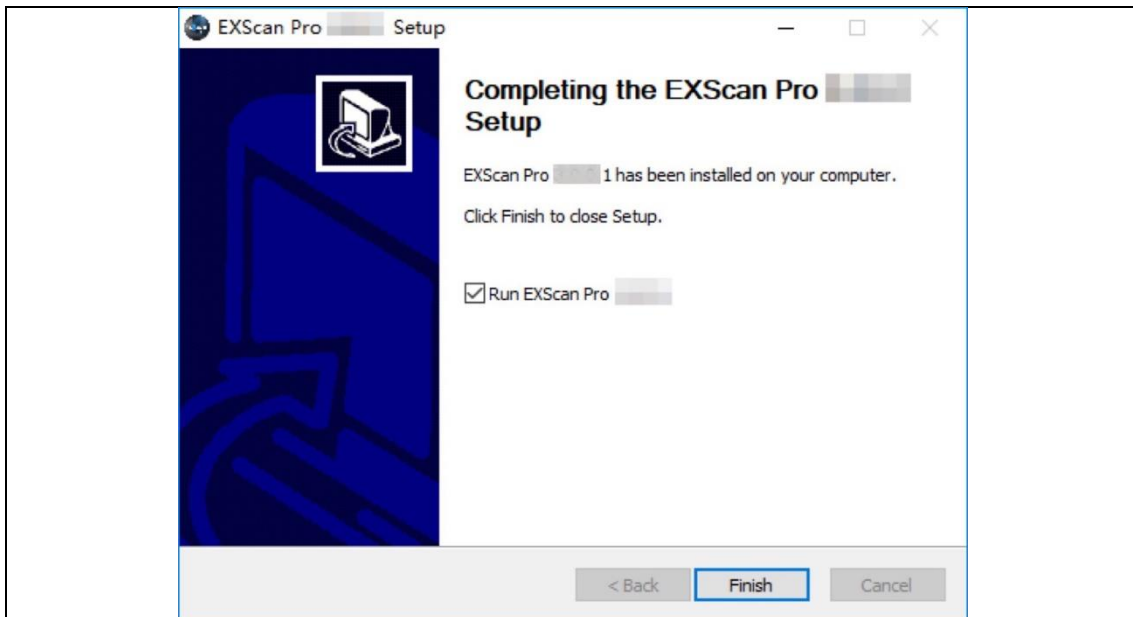 EXScan Pro Setup
Completing the EXScan Pro
Setup
EXScan Pro 1 has been installed on your computer.
Click Finish to close Setup.
Run EXScan Pro
< Back Finish Cancel